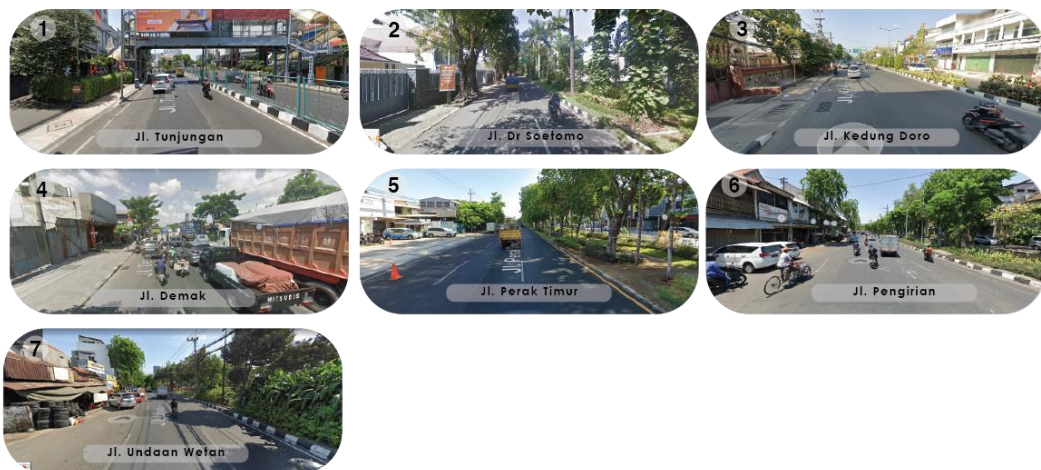 1
Jl. Tunjungan
2
Jl. Dr Soetomo
3
Jl. Kedung Doro
4
MITSUBIS
Jl. Demak
5
Jl. Perak Timur
6
Jl. Pengirian
7
Jl. Undaan Wetan